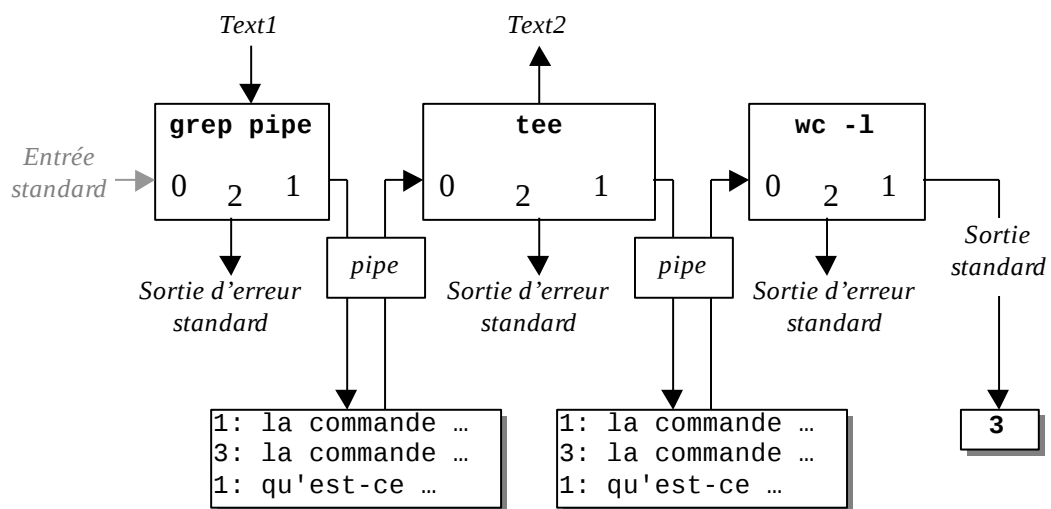 Text1
Text2
grep pipe
tee
wc -l
Entrée
standard
0 2 1
0 2 1
0 2 1
pipe
pipe
Sortie
standard
Sortie d’erreur
standard
Sortie d’erreur
standard
Sortie d’erreur
standard
1: la commande …
3: la commande …
1: qu'est-ce …
1: la commande …
3: la commande …
1: qu'est-ce …
3